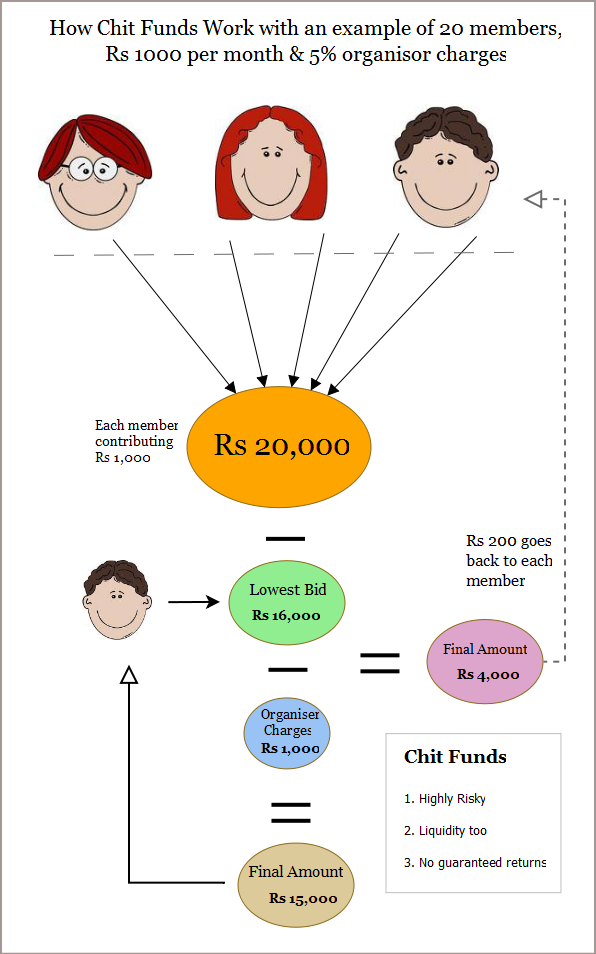 How Chit Funds Work with an example of 20 members,
Rs 1000 per month & 5% organisor charges
Each member
contributing
Rs 1,000
Rs 20,000
Rs 200 goes
back to each
member
Lowest Bid
Rs 16,000
Final Amount
Rs 4,000
Organiser
Charges
Rs 1,000
Chit Funds
1. Highly Risky
2. Liquidity too
3. No guaranteed returns
Final Amount
Rs 15,000